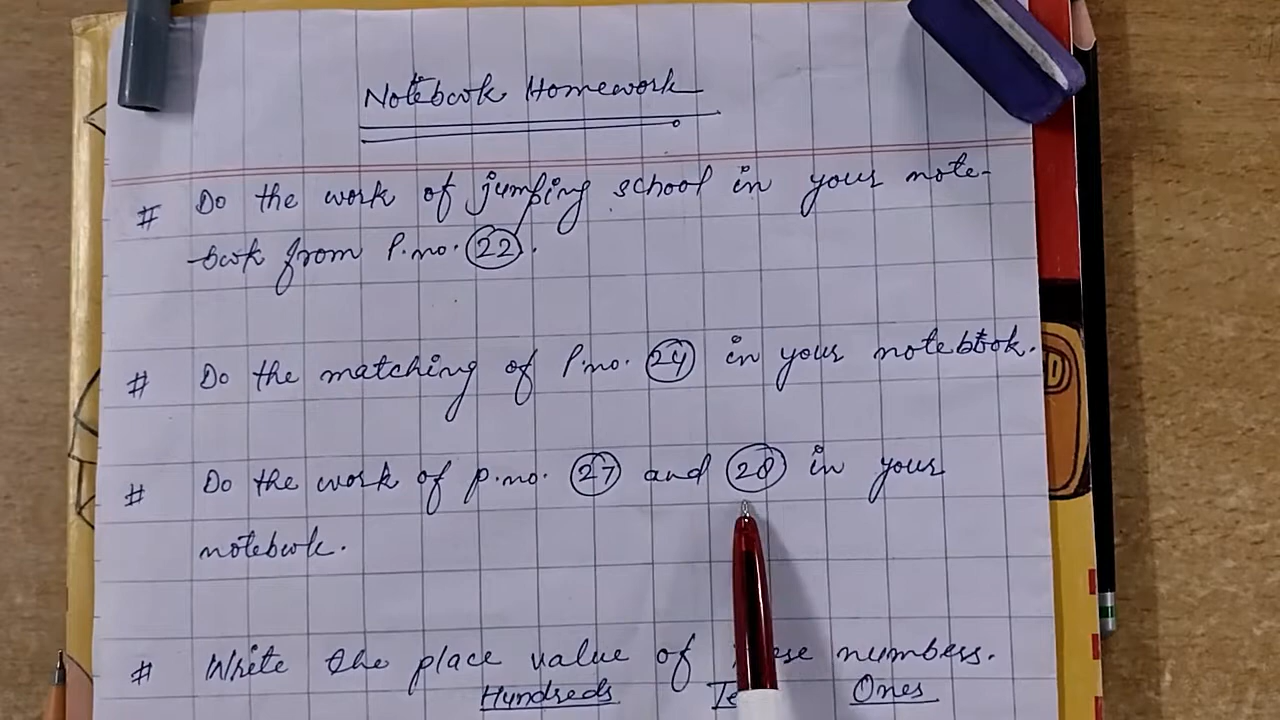 Notebook Homework
# Do the work of jumping school in your note-
-book from P.no. 22.
# Do the matching of P.no. 24 in your notebook.
# Do the work of p.no. 27 and 28 in your
notebook.
# Write the place value of numbers.
Hundreds Ones